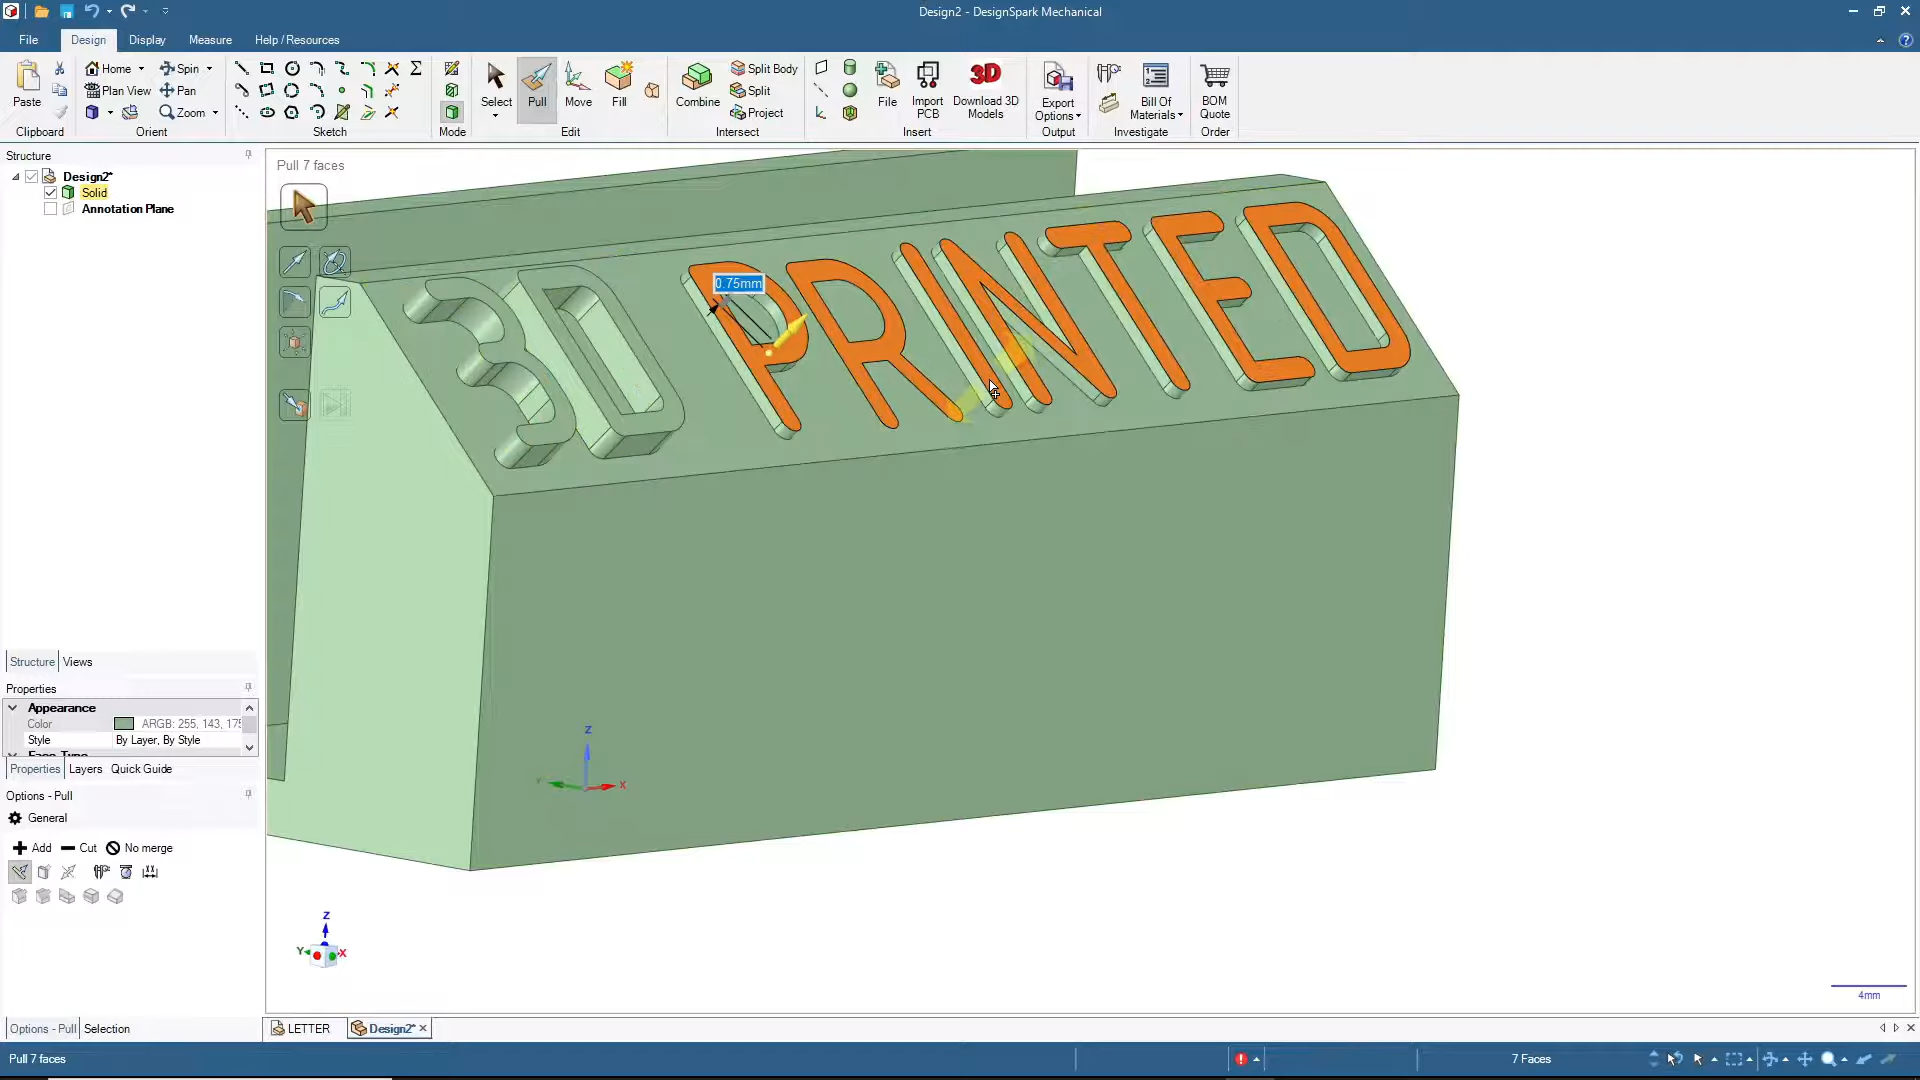 Design2 - DesignSpark Mechanical
File Design Display Measure Help / Resources
Paste
Clipboard
Home Spin
Plan View Pan
Zoom
Orient
Sketch
Mode
Select Pull Move Fill
Edit
Combine
Split Body
Split
Project
Intersect
File
Import PCB
3D
Download 3D Models
Insert
Export Options
Output
Bill Of Materials
Investigate
BOM Quote
Order
Structure
Design2*
Solid
Annotation Plane
Structure Views
Properties
Appearance
Color ARGB: 255, 143, 175
Style By Layer, By Style
Properties Layers Quick Guide
Options - Pull
General
Add Cut No merge
Options - Pull Selection
Pull 7 faces
3D PRINTED
0.75mm
Z
Y X
Z
Y X
4mm
LETTER Design2*
Pull 7 faces
7 Faces